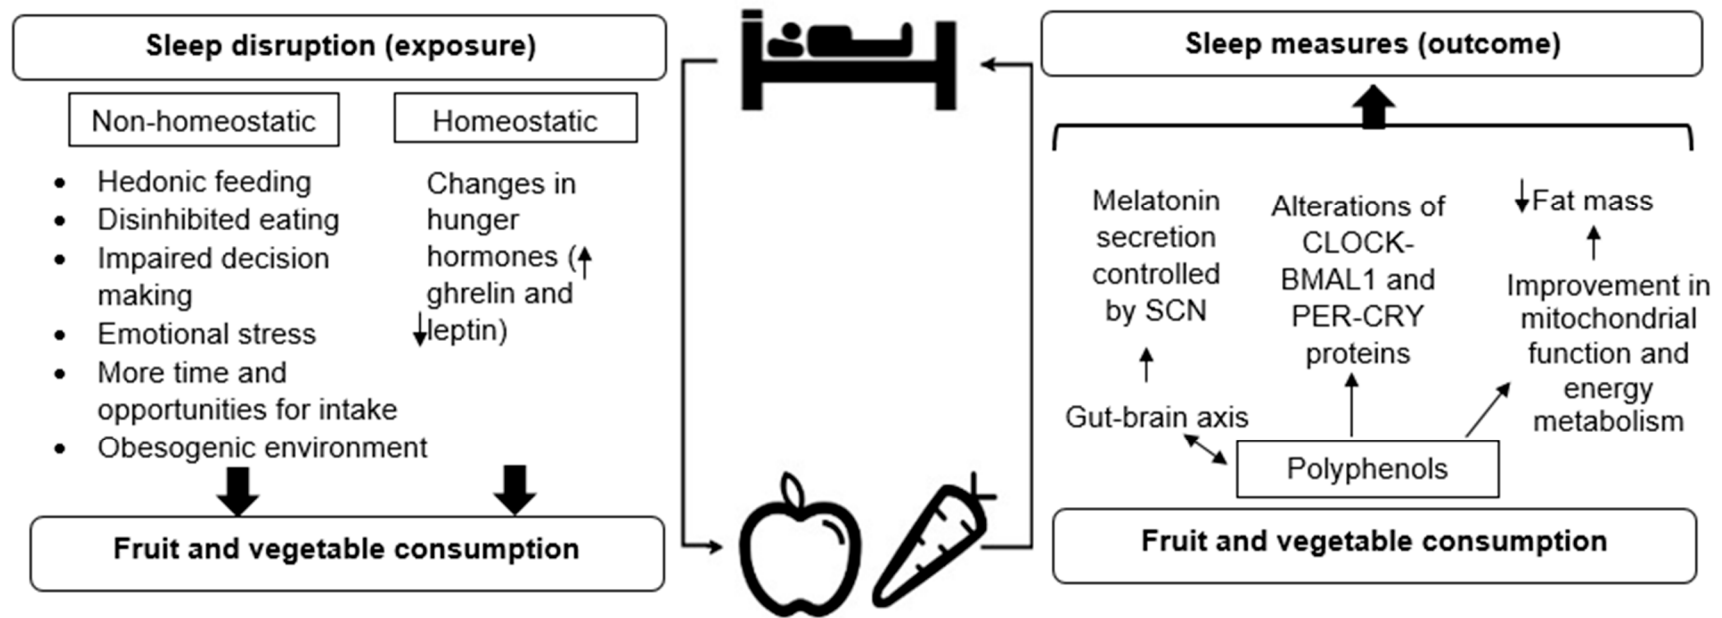 Sleep disruption (exposure)
Non-homeostatic
• Hedonic feeding
• Disinhibited eating
• Impaired decision
making
• Emotional stress
• More time and
opportunities for intake
• Obesogenic environment
Homeostatic
Changes in
hunger
hormones (↑
ghrelin and
↓leptin)
Fruit and vegetable consumption
Sleep measures (outcome)
Melatonin
secretion
controlled
by SCN
Gut-brain axis
Alterations of
CLOCK-
BMAL1 and
PER-CRY
proteins
↓Fat mass
Improvement in
mitochondrial
function and
energy
metabolism
Polyphenols
Fruit and vegetable consumption